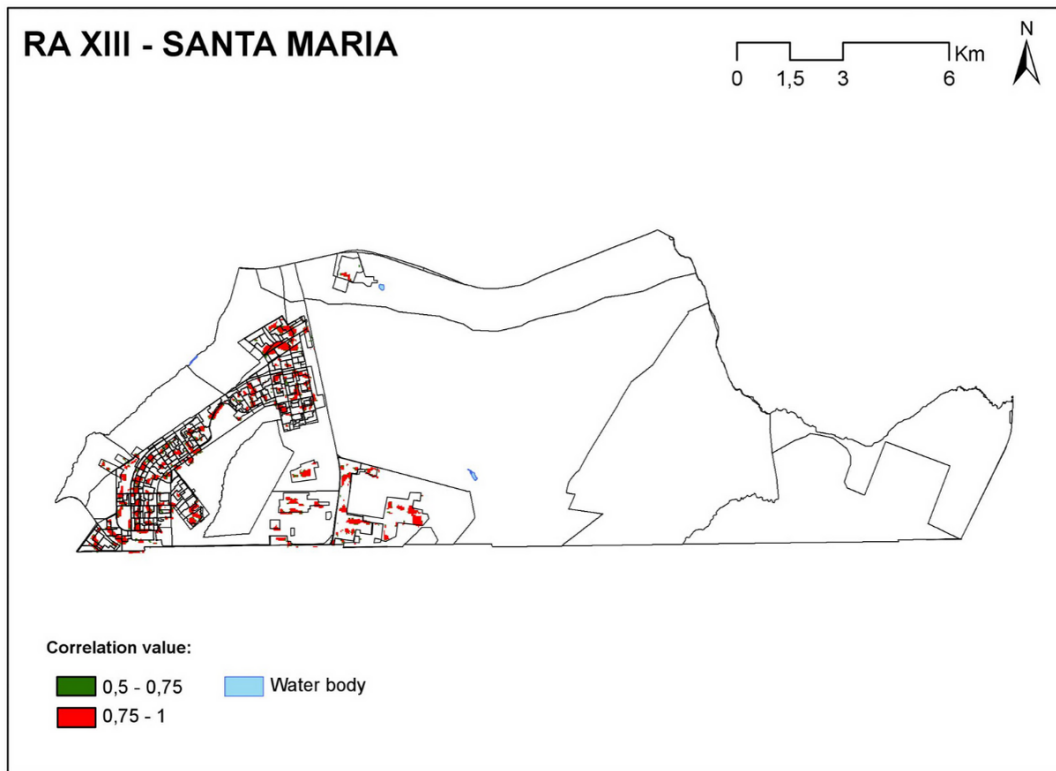 RA XIII - SANTA MARIA
N
Km
0 1,5 3 6
Correlation value:
0,5 - 0,75 Water body
0,75 - 1